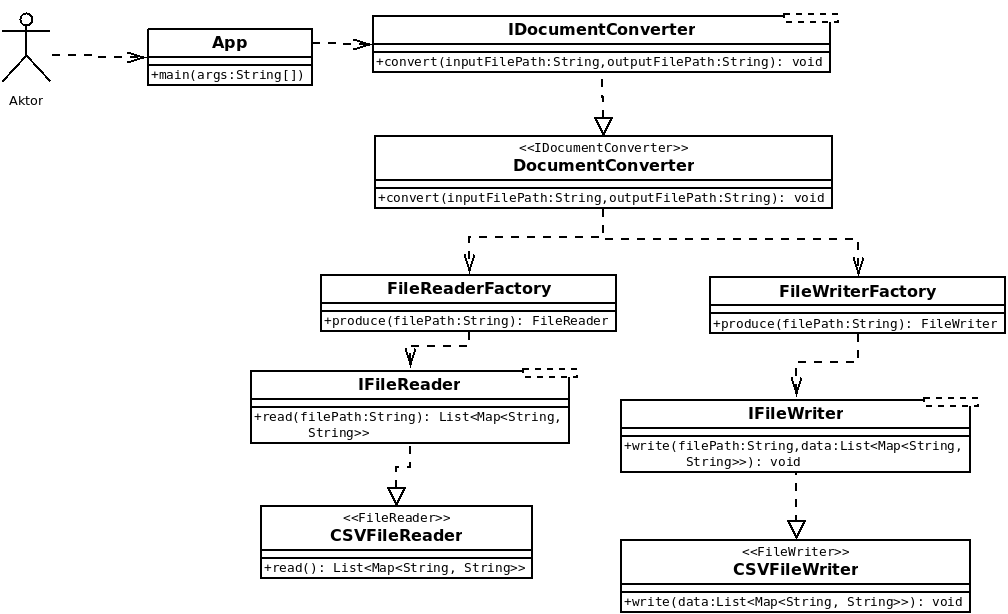 Aktor
App
+main(args:String[])
IDocumentConverter
+convert(inputFilePath:String,outputFilePath:String): void
<<IDocumentConverter>>
DocumentConverter
+convert(inputFilePath:String,outputFilePath:String): void
FileReaderFactory
+produce(filePath:String): FileReader
FileWriterFactory
+produce(filePath:String): FileWriter
IFileReader
+read(filePath:String): List<Map<String,
String>>
IFileWriter
+write(filePath:String,data:List<Map<String,
String>>): void
<<FileReader>>
CSVFileReader
+read(): List<Map<String, String>>
<<FileWriter>>
CSVFileWriter
+write(data:List<Map<String, String>>): void